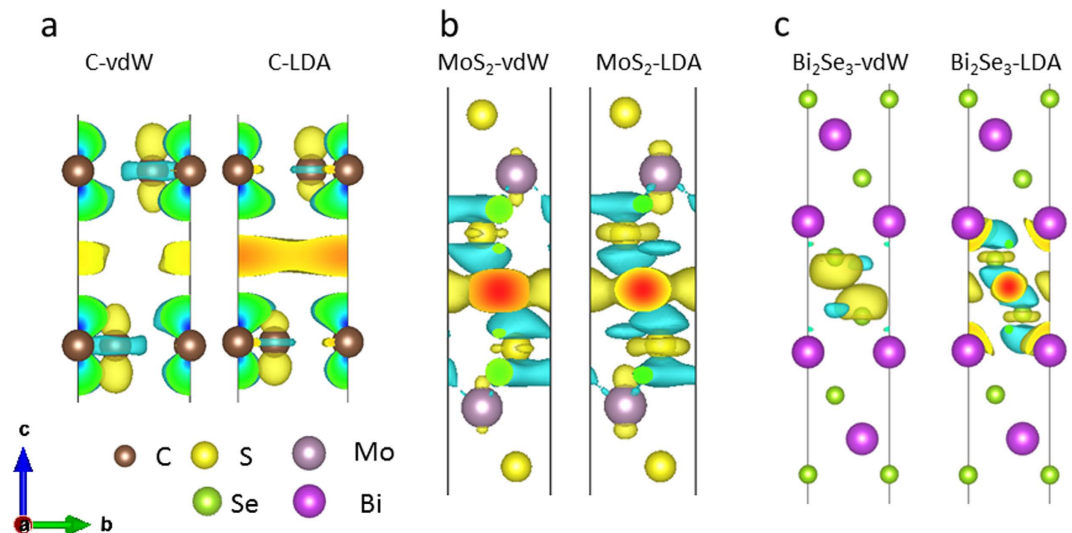 a
b
c
C-vdW
C-LDA
MoS₂-vdW
MoS₂-LDA
Bi₂Se₃-vdW
Bi₂Se₃-LDA
c
C
S
Mo
Se
Bi
a
b